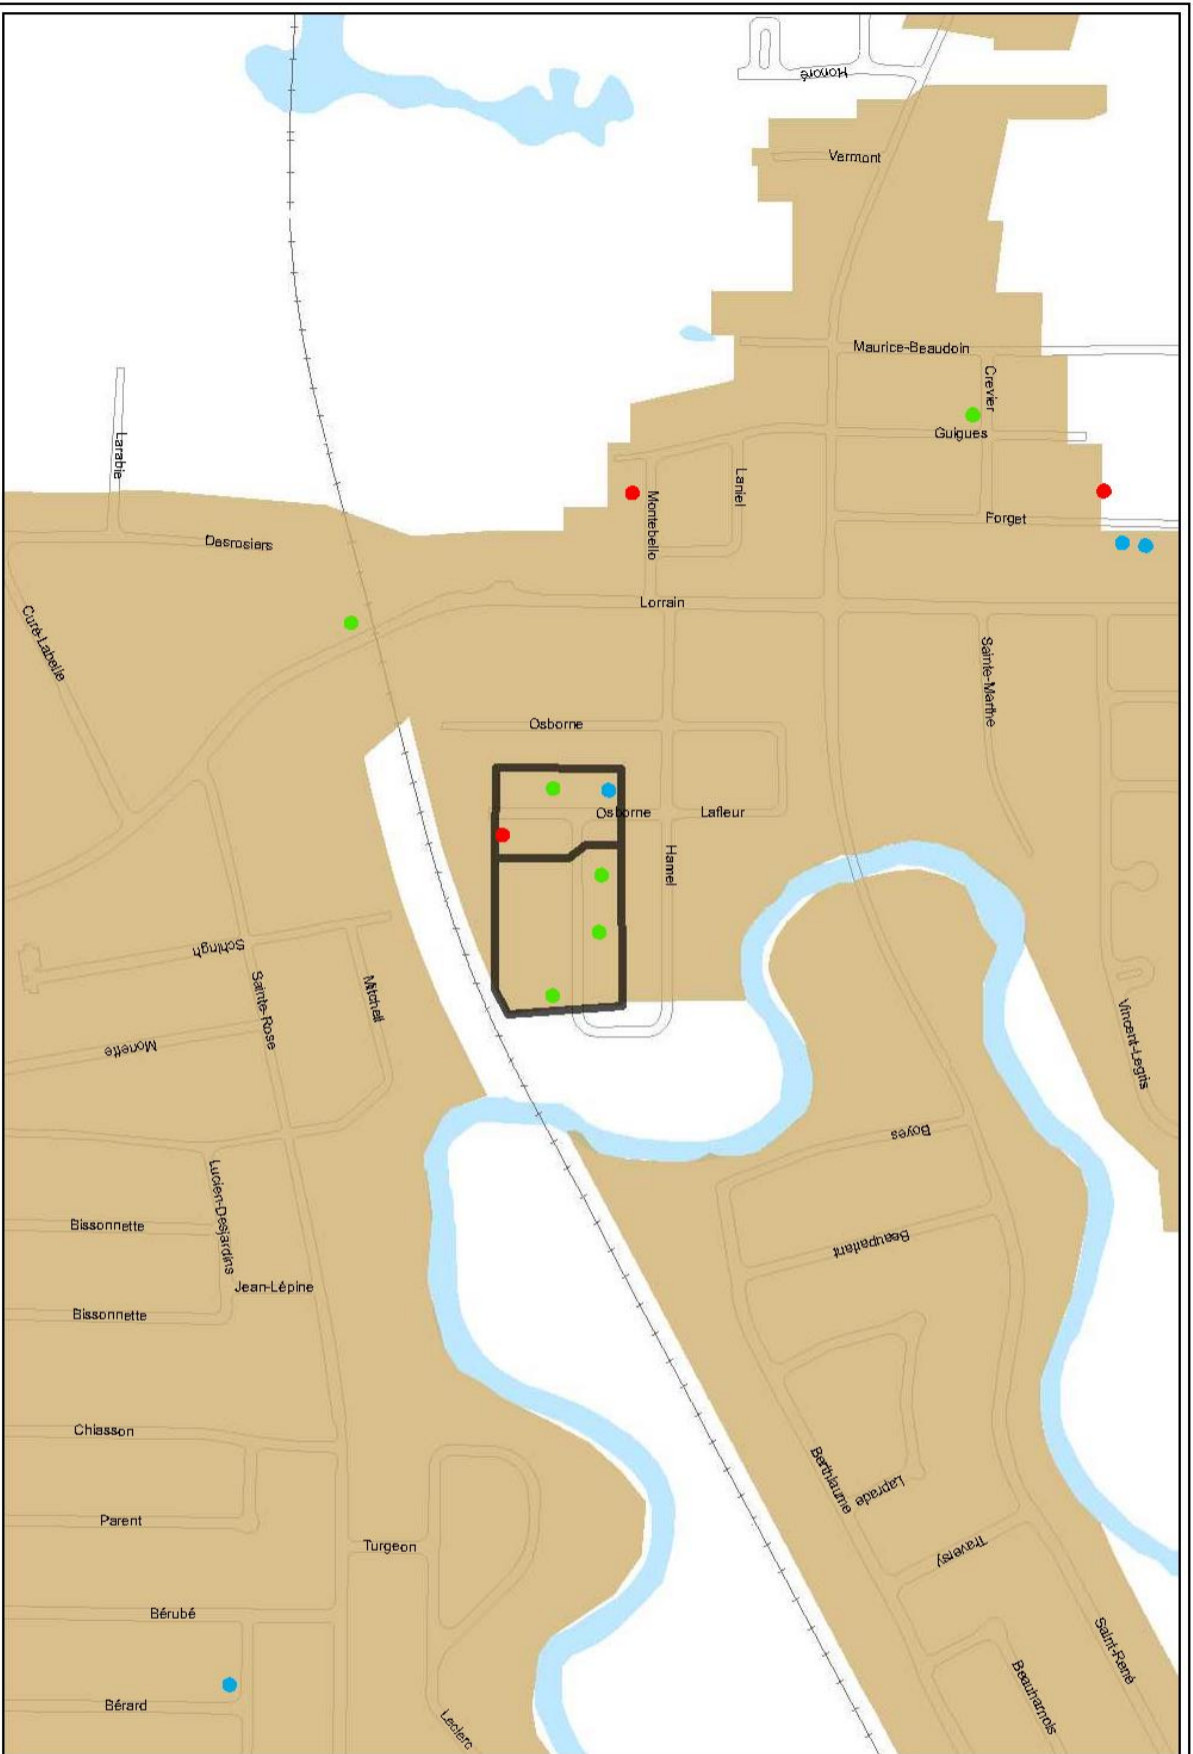 Honoré
Vermont
Maurice-Beaudoin
Crevier
Guigues
Larabie
Laniel
Montebello
Forget
Desrosiers
Lorrain
Curé-Labelle
Sainte-Marthe
Osborne
Osborne
Lafleur
Hamel
Schingh
Sainte-Rose
Mitchell
Monette
Vincent-Legris
Boyes
Lucien-Desjardins
Bissonnette
Beaupallant
Jean-Lépine
Bissonnette
Chiasson
Berthiaume
Laprade
Parent
Turgeon
Traversy
Bérubé
Saint-René
Beauharnois
Bérard
Leclerc